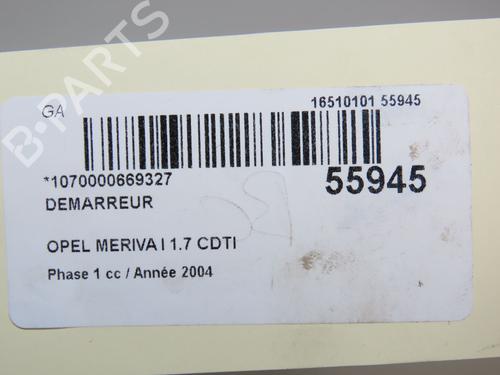 GA
16510101 55945
*1070000669327
55945
DEMARREUR
OPEL MERIVA I 1.7 CDTI
Phase 1 cc / Année 2004
B-PARTS